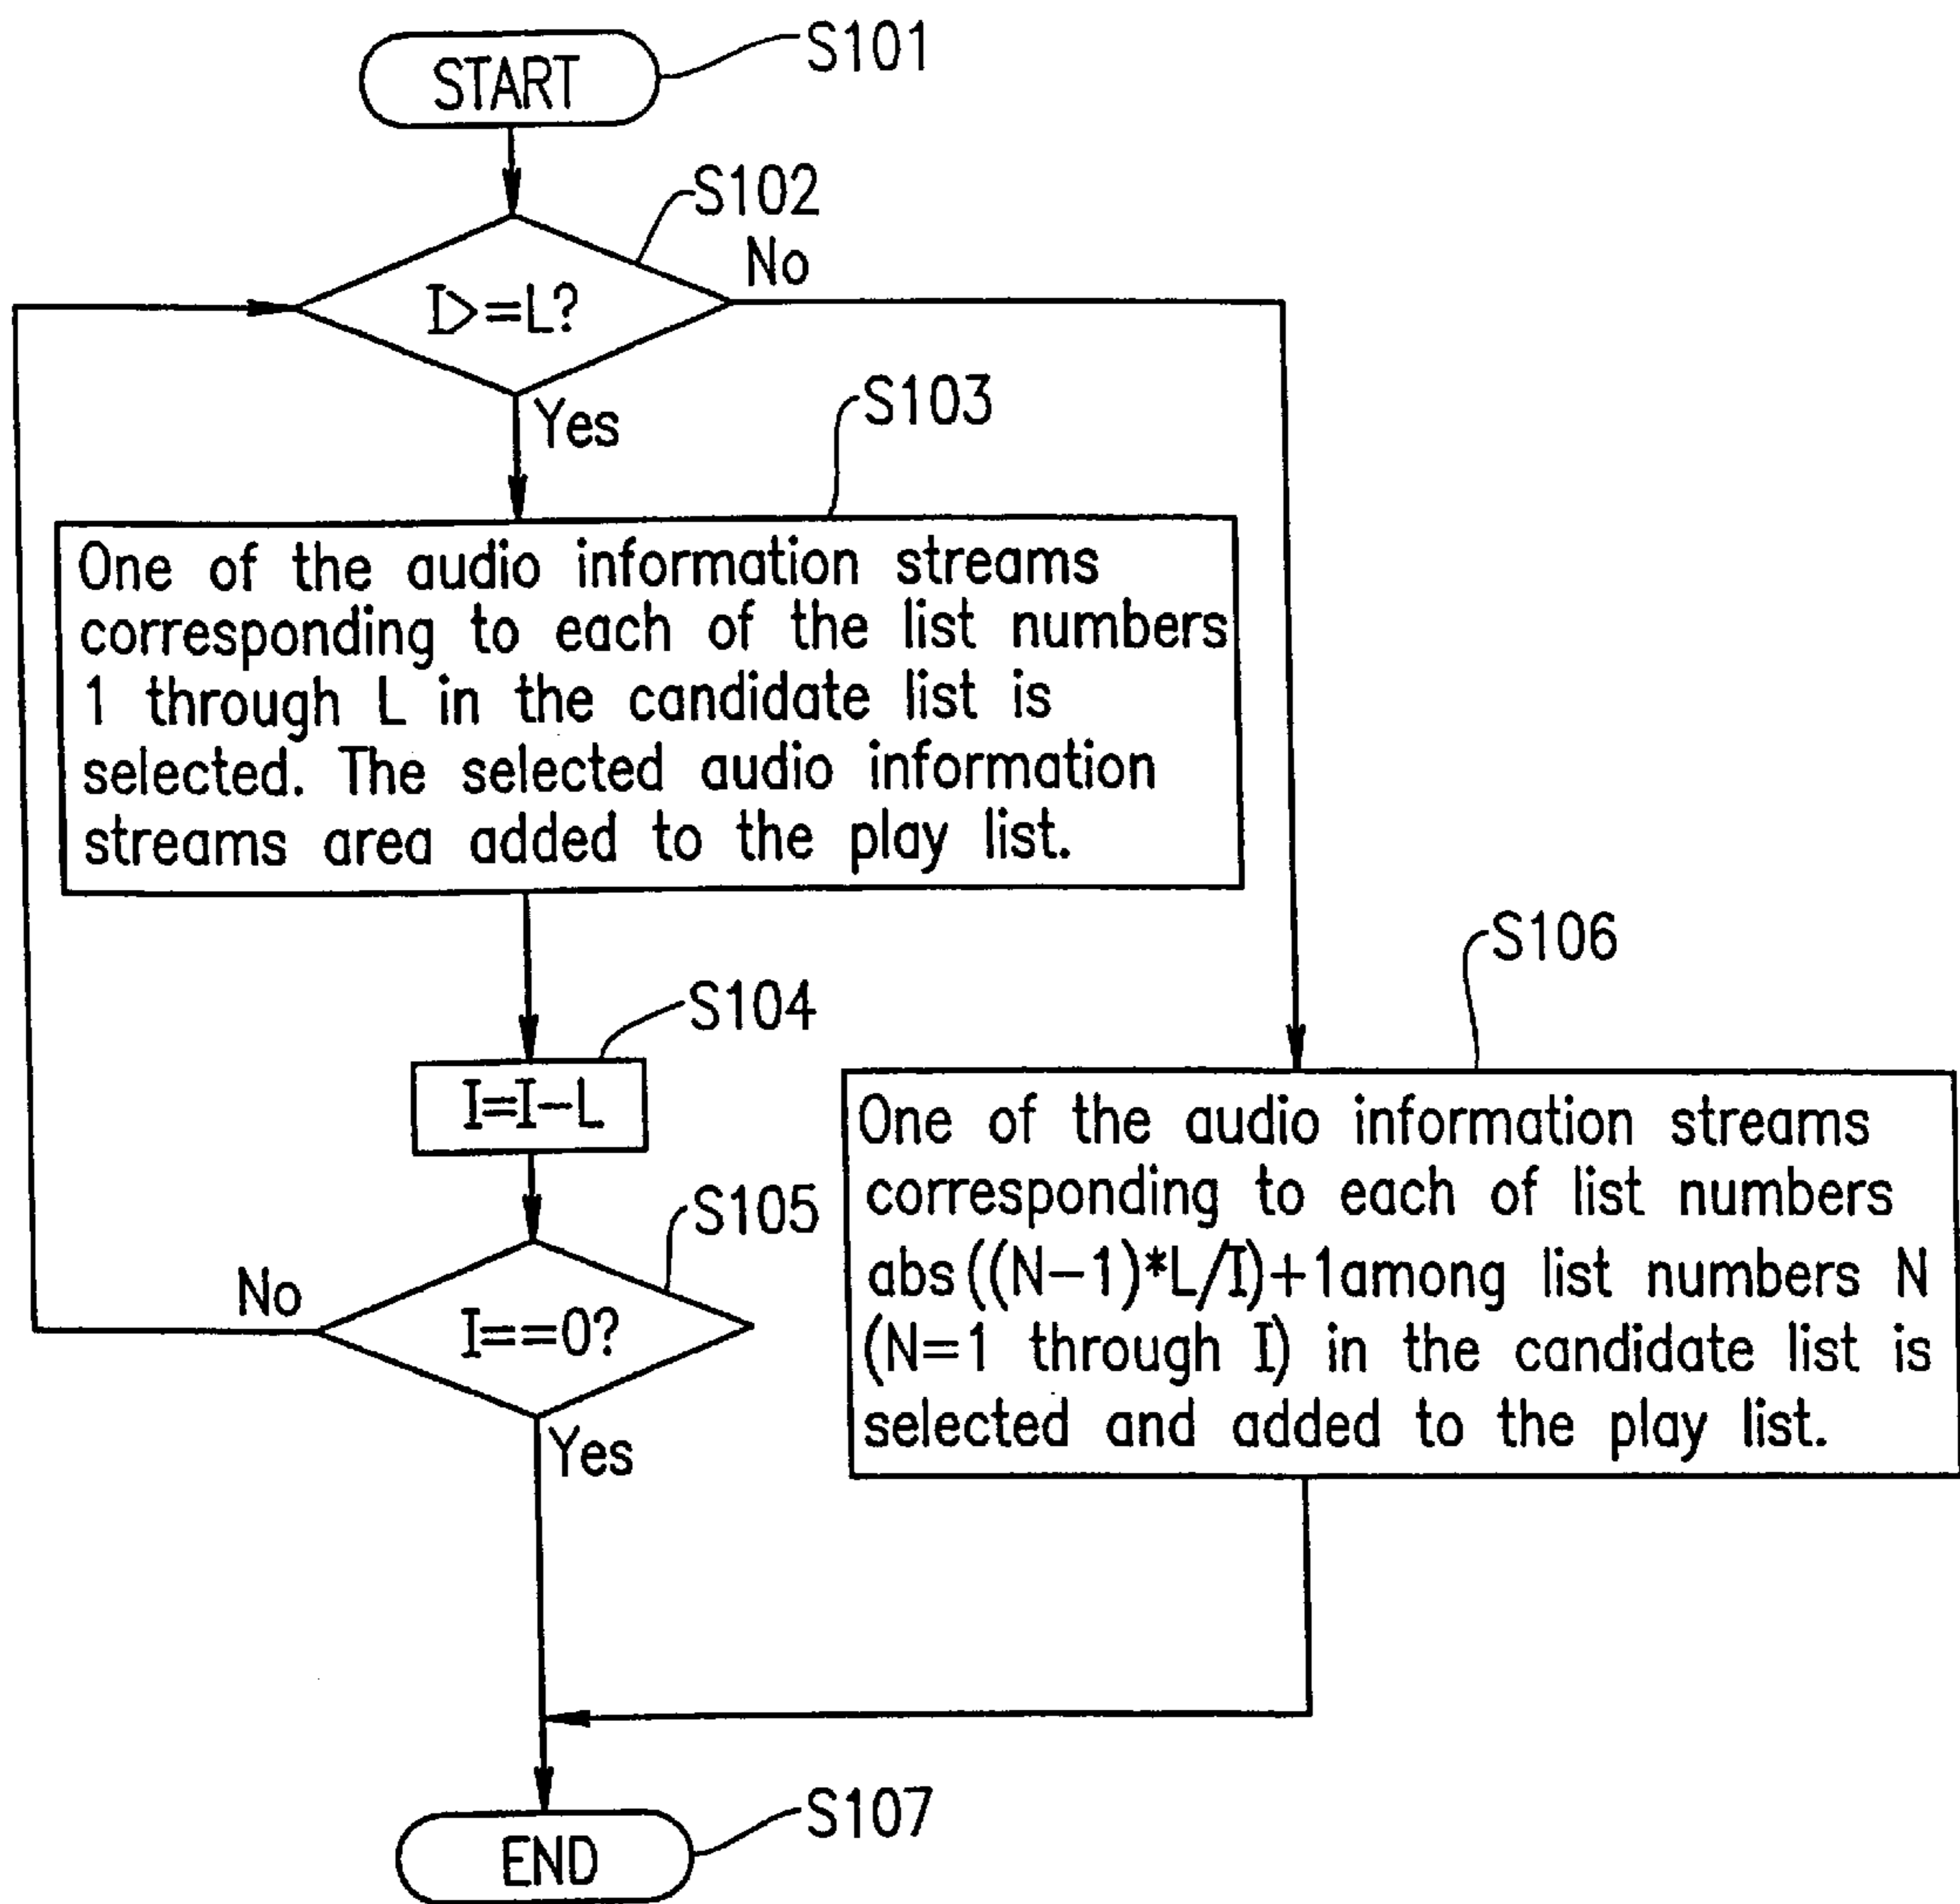 START
S101
S102
I>=L?
No
Yes
S103
One of the audio information streams
corresponding to each of the list numbers
1 through L in the candidate list is
selected. The selected audio information
streams area added to the play list.
S104
I=I-L
S105
I==0?
No
Yes
S106
One of the audio information streams
corresponding to each of list numbers
abs((N-1)*L/I)+1among list numbers N
(N=1 through I) in the candidate list is
selected and added to the play list.
END
S107